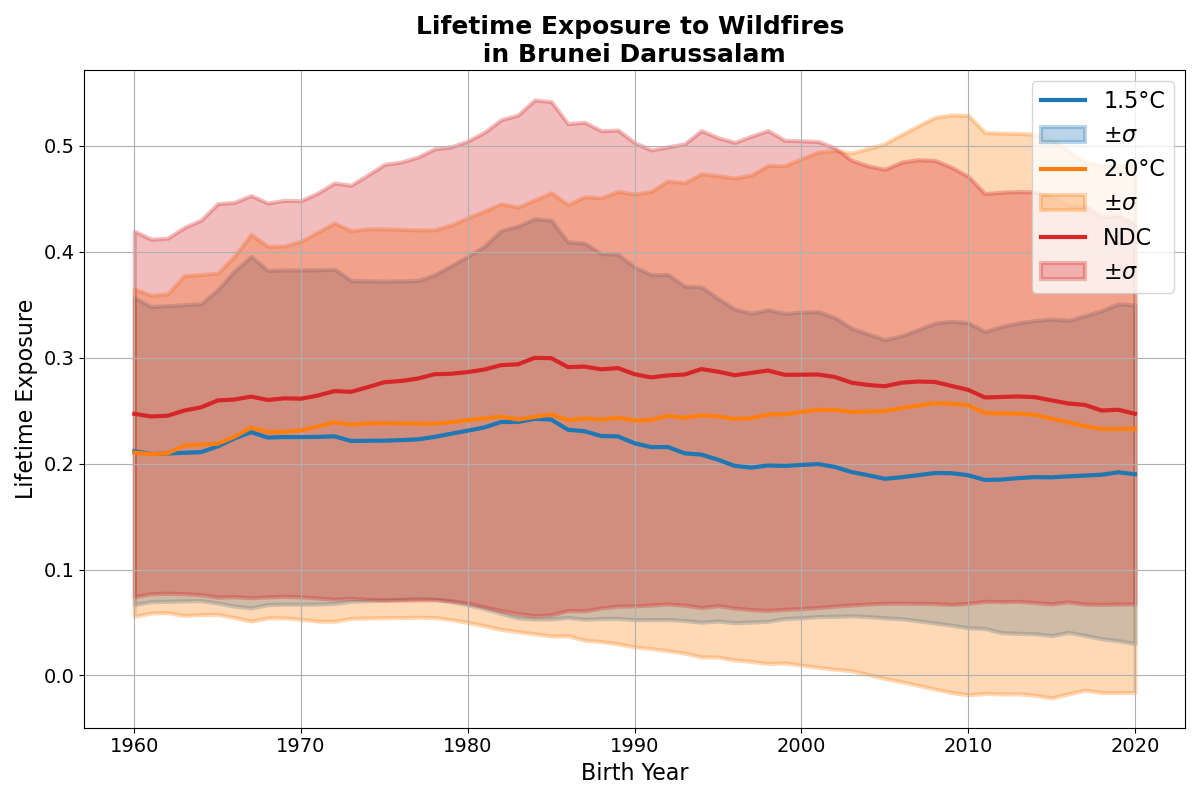 Lifetime Exposure to Wildfires
in Brunei Darussalam
Lifetime Exposure
0.5
0.4
0.3
0.2
0.1
0.0
1960 1970 1980 1990 2000 2010 2020
Birth Year
1.5°C
±σ
2.0°C
±σ
NDC
±σ